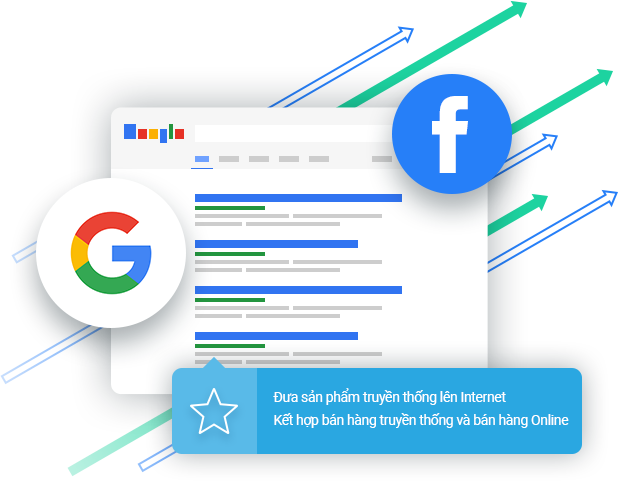 Đưa sản phẩm truyền thống lên Internet
Kết hợp bán hàng truyền thống và bán hàng Online